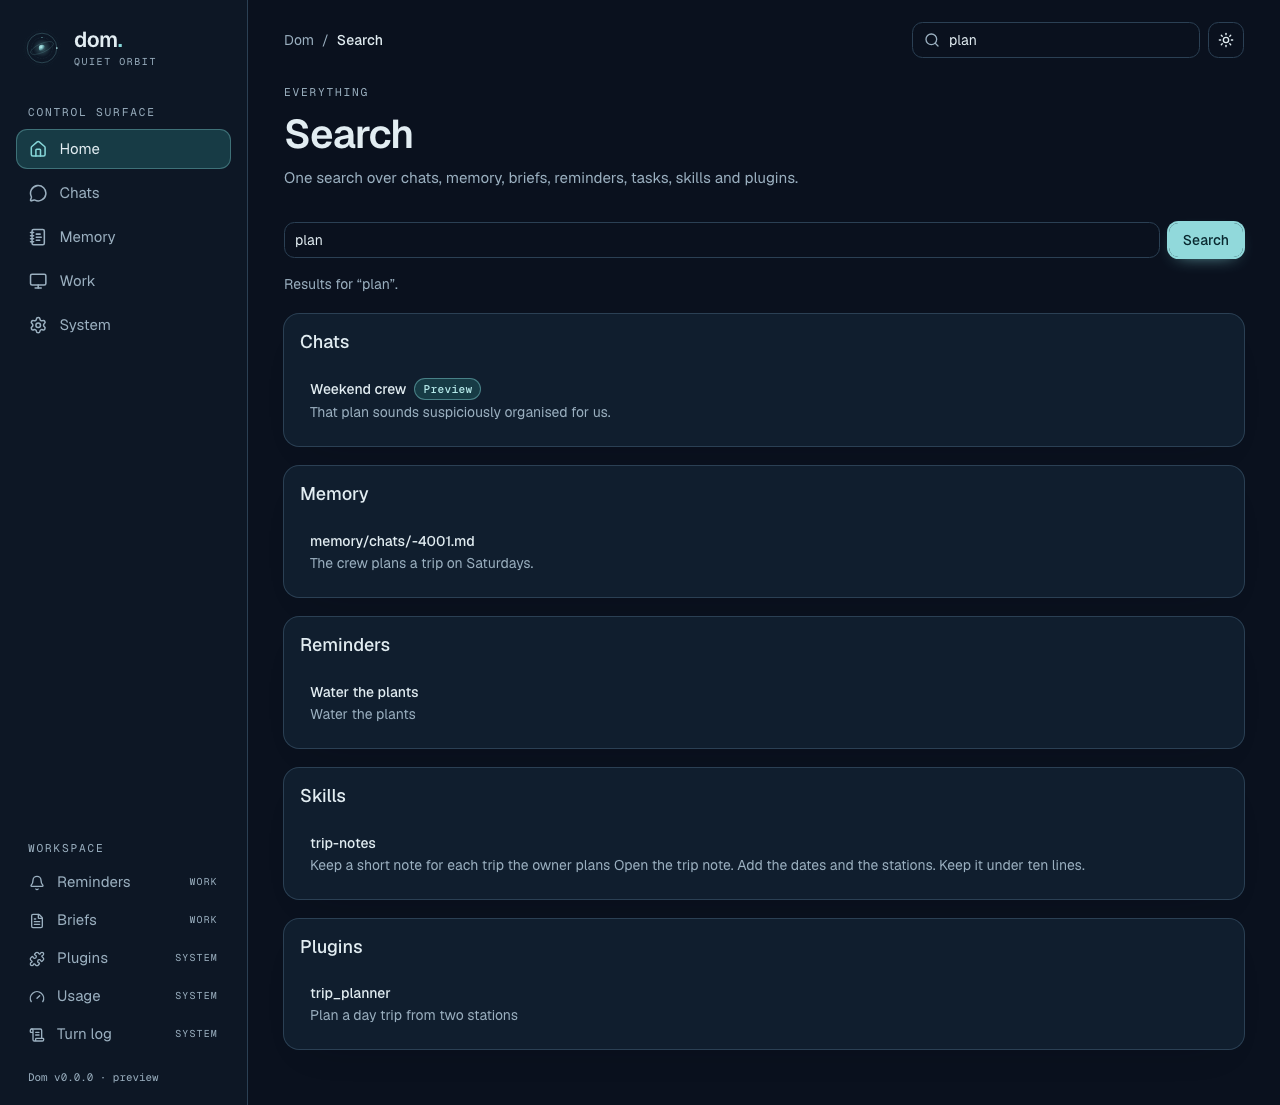 dom.
QUIET ORBIT
CONTROL SURFACE
Home
Chats
Memory
Work
System
WORKSPACE
Reminders WORK
Briefs WORK
Plugins SYSTEM
Usage SYSTEM
Turn log SYSTEM
Dom v0.0.0 · preview
Dom / Search
plan
EVERYTHING
Search
One search over chats, memory, briefs, reminders, tasks, skills and plugins.
plan
Search
Results for “plan”.
Chats
Weekend crew Preview
That plan sounds suspiciously organised for us.
Memory
memory/chats/-4001.md
The crew plans a trip on Saturdays.
Reminders
Water the plants
Water the plants
Skills
trip-notes
Keep a short note for each trip the owner plans Open the trip note. Add the dates and the stations. Keep it under ten lines.
Plugins
trip_planner
Plan a day trip from two stations